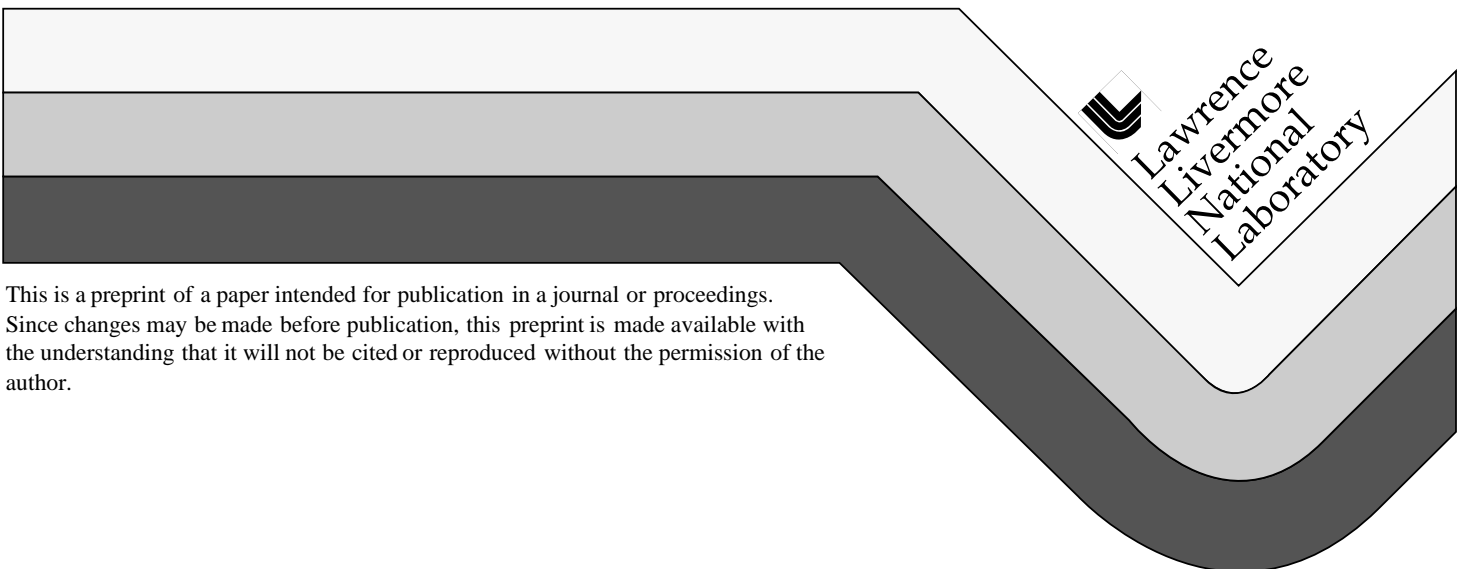 Lawrence
Livermore
National
Laboratory
This is a preprint of a paper intended for publication in a journal or proceedings.
Since changes may be made before publication, this preprint is made available with
the understanding that it will not be cited or reproduced without the permission of the
author.